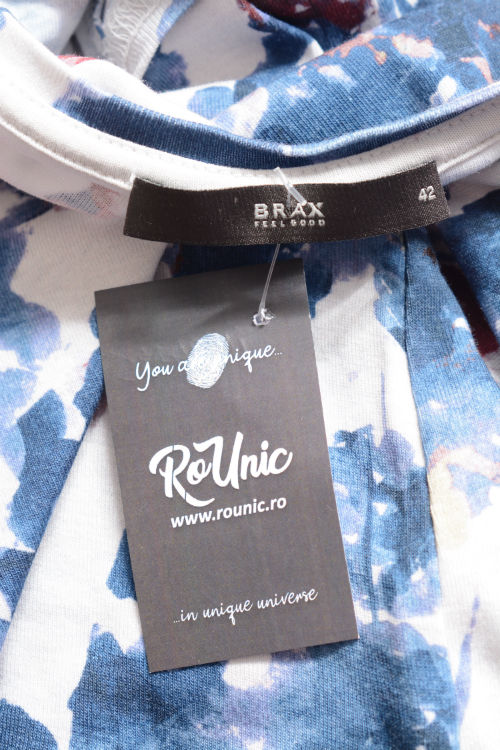 BRAX
FEEL GOOD
42
You are unique...
RoUnic
www.rounic.ro
...in unique universe